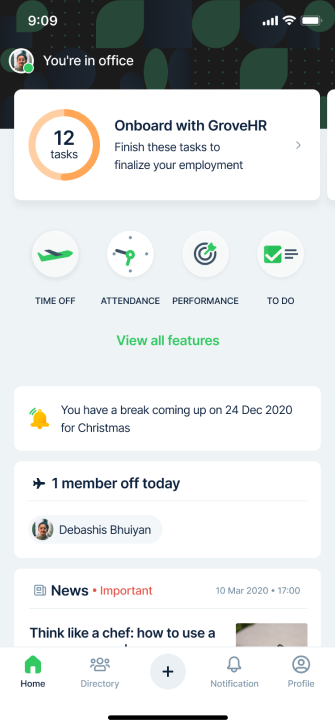 9:09
You're in office
12
tasks
Onboard with GroveHR
Finish these tasks to
finalize your employment
TIME OFF
ATTENDANCE
PERFORMANCE
TO DO
View all features
You have a break coming up on 24 Dec 2020
for Christmas
1 member off today
Debashis Bhuiyan
News • Important
10 Mar 2020 • 17:00
Think like a chef: how to use a
Home
Directory
+
Notification
Profile